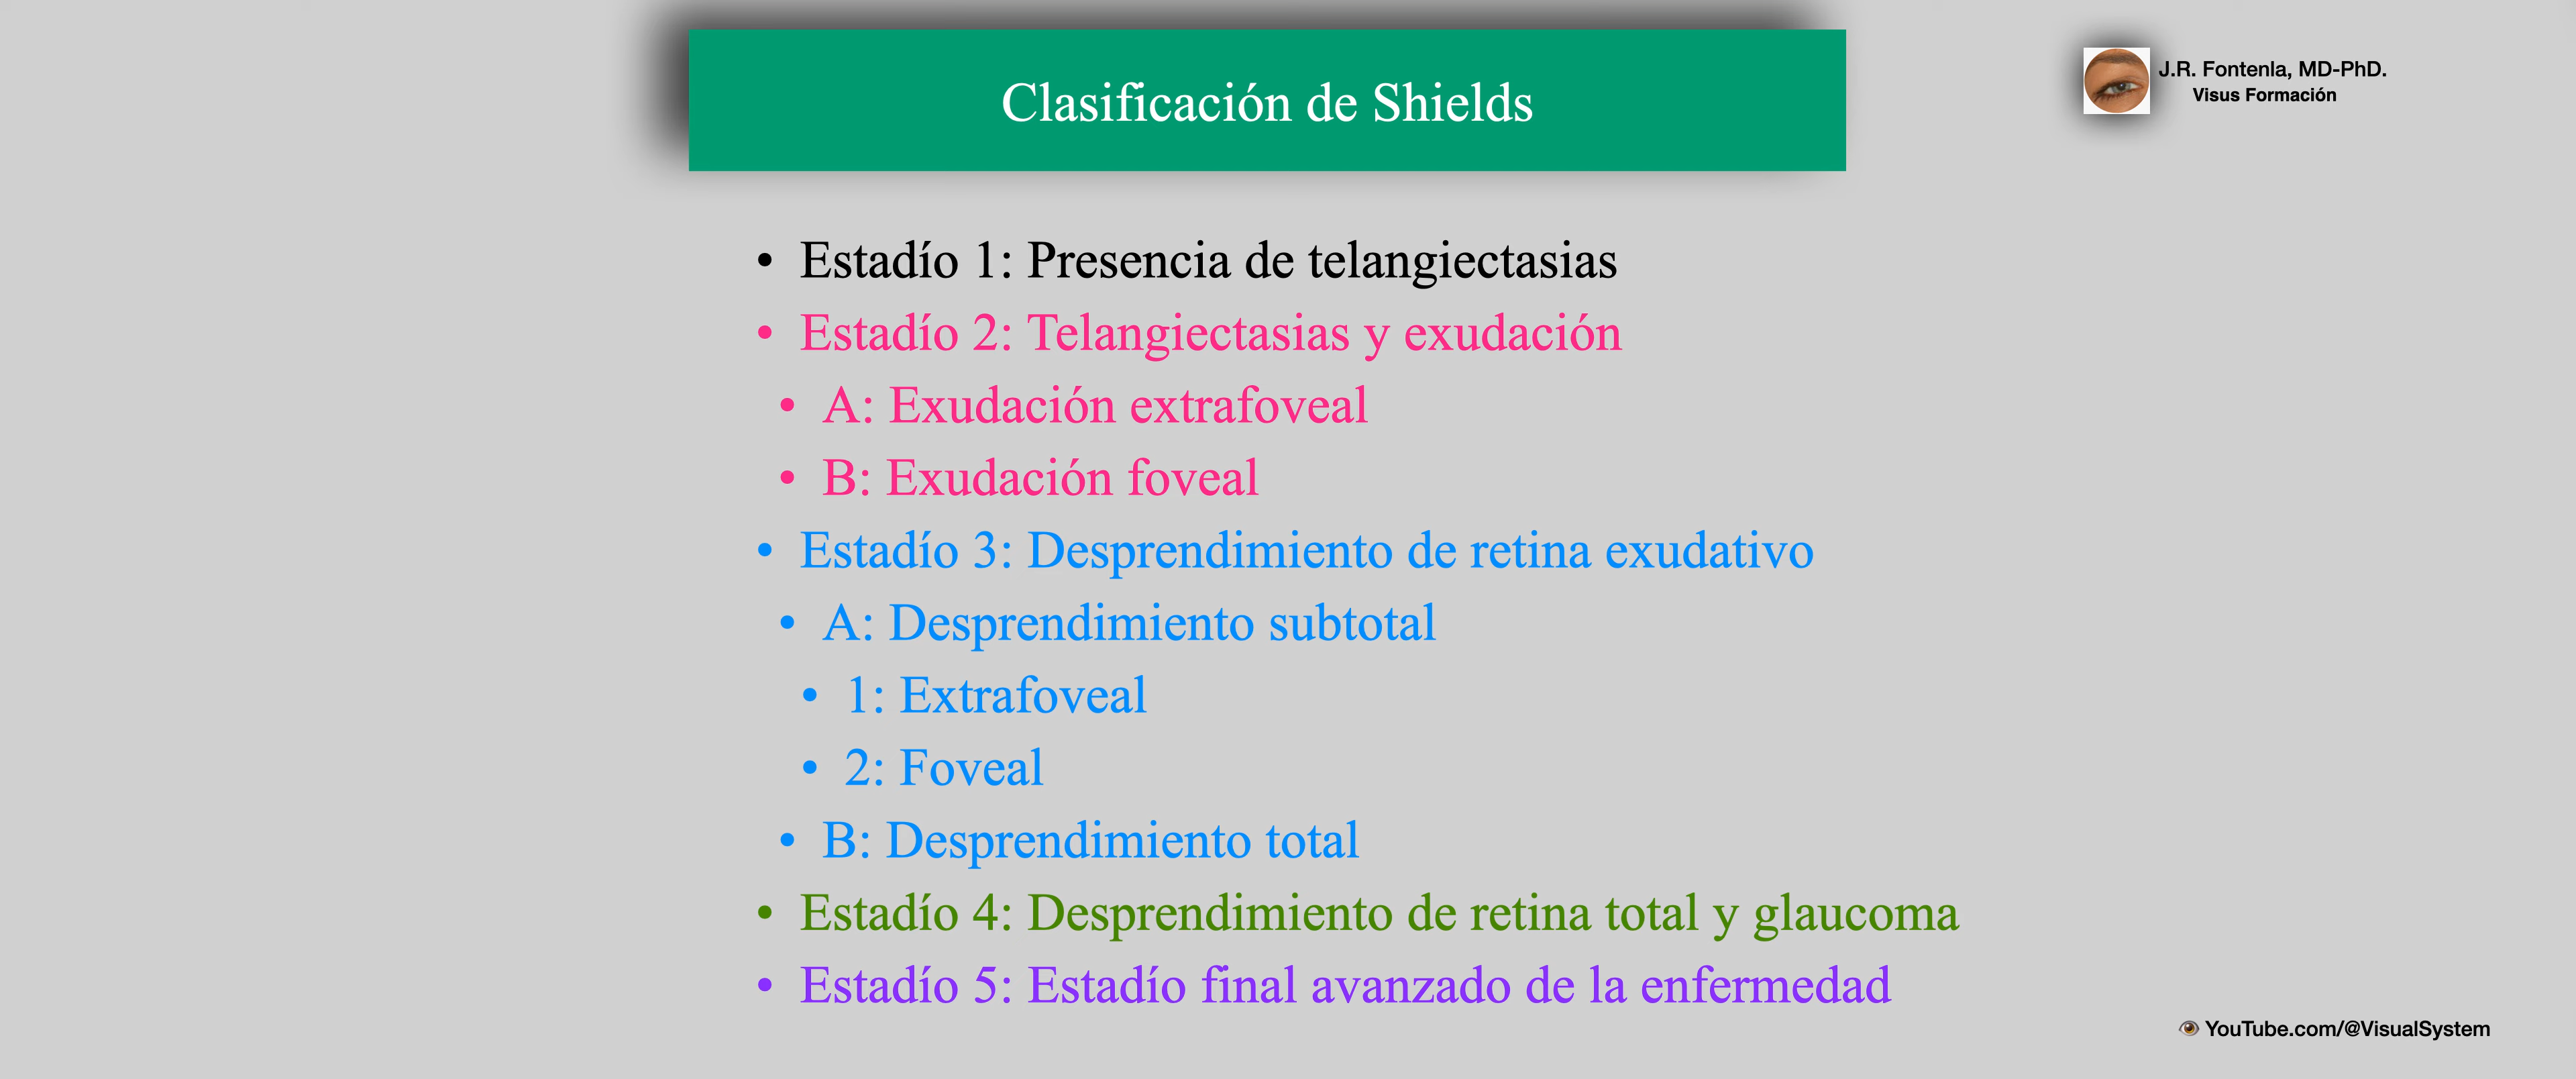 Clasificación de Shields
J.R. Fontenla, MD-PhD.
Visus Formación
• Estadío 1: Presencia de telangiectasias
• Estadío 2: Telangiectasias y exudación
• A: Exudación extrafoveal
• B: Exudación foveal
• Estadío 3: Desprendimiento de retina exudativo
• A: Desprendimiento subtotal
• 1: Extrafoveal
• 2: Foveal
• B: Desprendimiento total
• Estadío 4: Desprendimiento de retina total y glaucoma
• Estadío 5: Estadío final avanzado de la enfermedad
YouTube.com/@VisualSystem